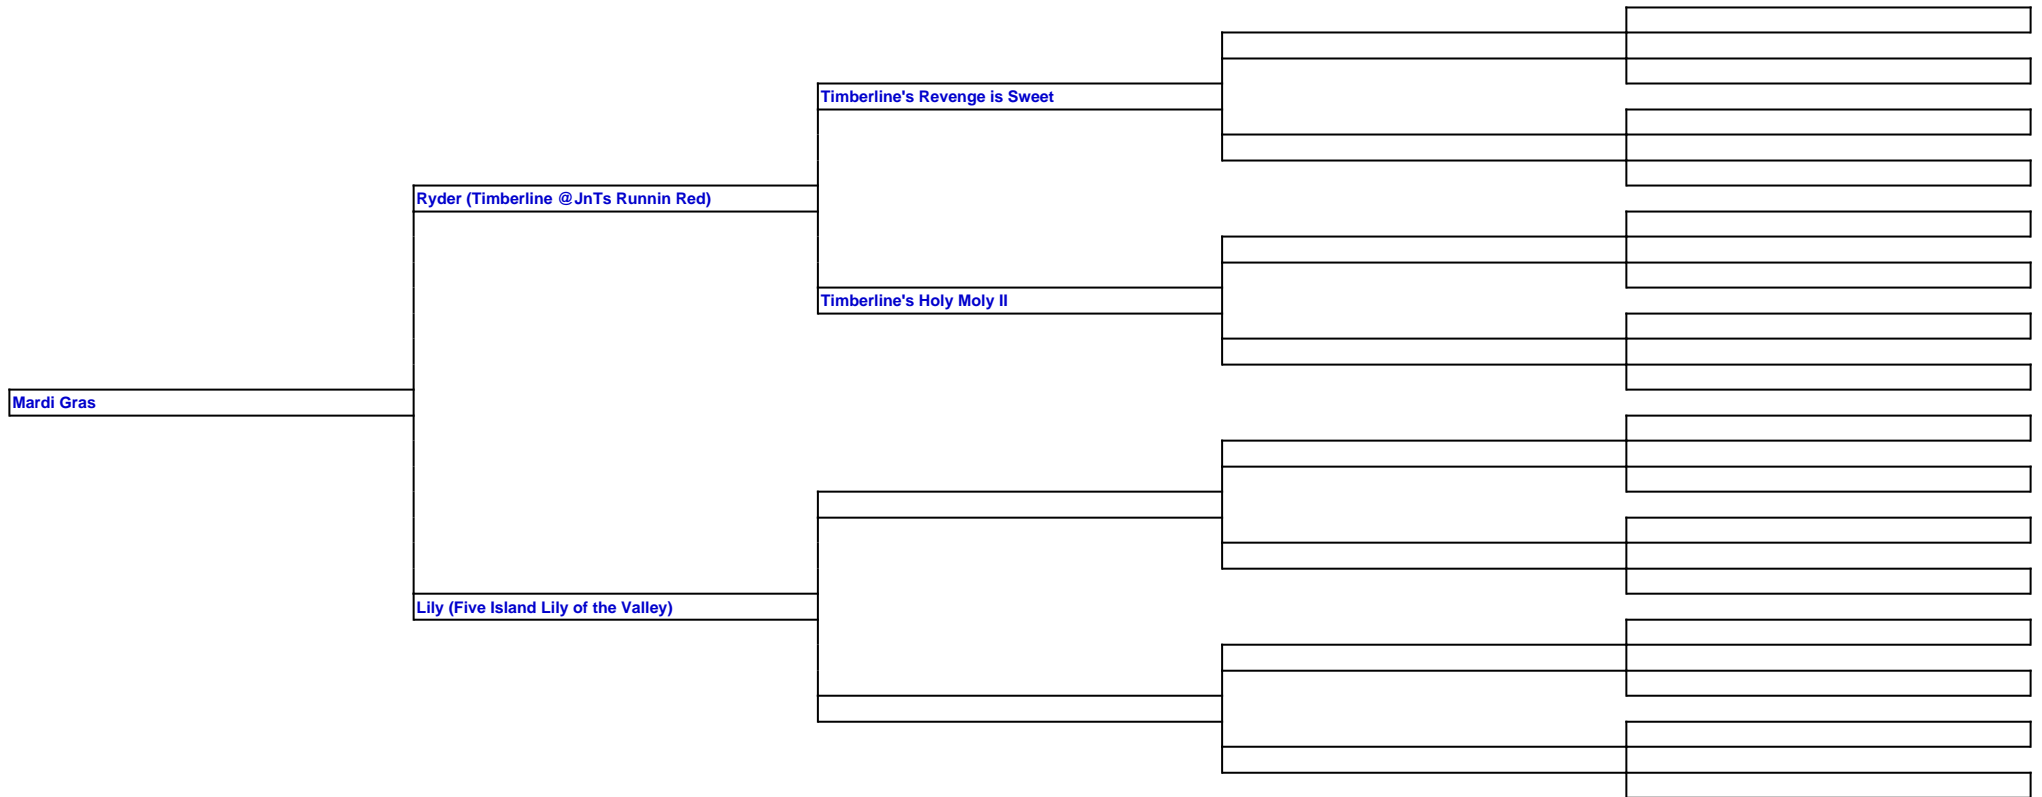 Timberline's Revenge is Sweet
Ryder (Timberline @JnTs Runnin Red)
Timberline's Holy Moly II
Mardi Gras
Lily (Five Island Lily of the Valley)